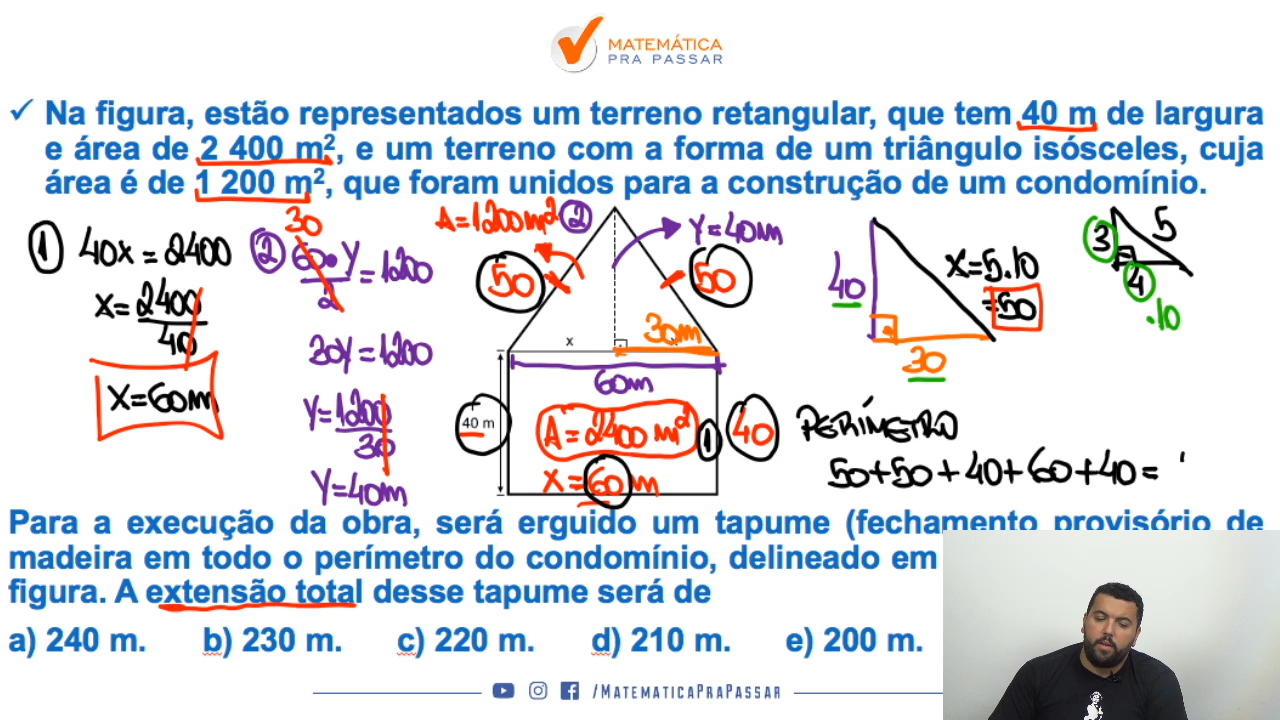 MATEMÁTICA
PRA PASSAR
✓ Na figura, estão representados um terreno retangular, que tem 40 m de largura
e área de 2 400 m², e um terreno com a forma de um triângulo isósceles, cuja
área é de 1 200 m², que foram unidos para a construção de um condomínio.
1 40X = 2400
X = 2400/40
X = 60m
30
2 60.Y/2 = 1200
30Y = 1200
Y = 1200/30
Y = 40m
A = 1200m² 2
Y = 40m
50
50
x
30m
60m
40 m
A = 2400 m² 1
40
X = 60m
40
30
X = 5.10
= 50
3
5
4
.10
PERÍMETRO
50 + 50 + 40 + 60 + 40 =
Para a execução da obra, será erguido um tapume (fechamento provisório de
madeira em todo o perímetro do condomínio, delineado em
figura. A extensão total desse tapume será de
a) 240 m. b) 230 m. c) 220 m. d) 210 m. e) 200 m.
/MATEMATICAPRAPASSAR